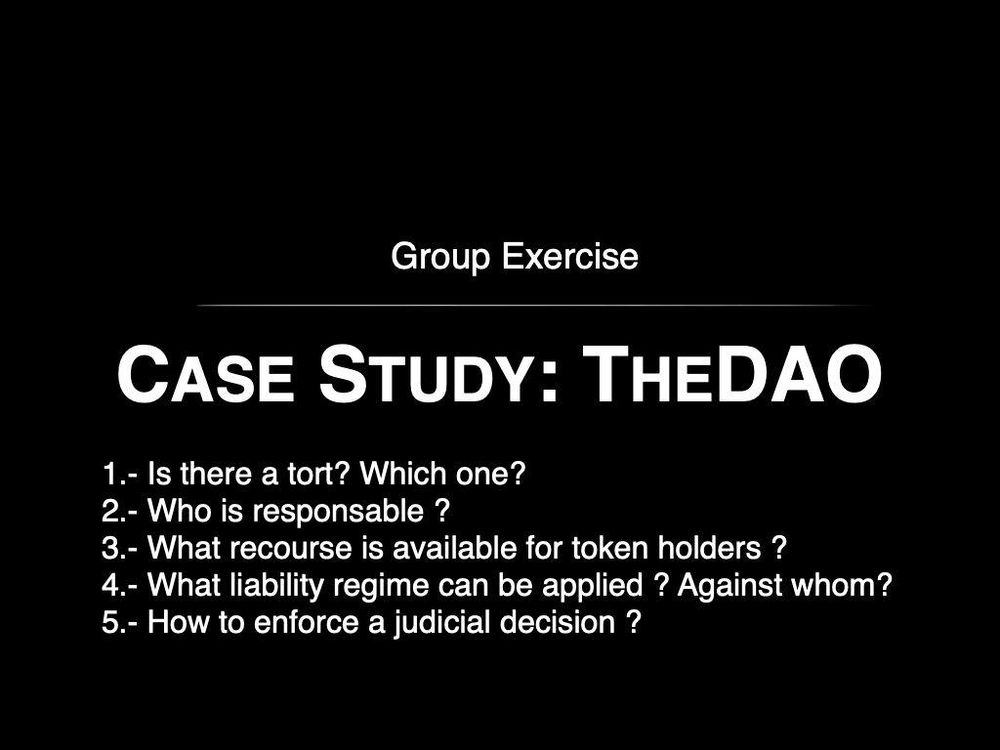 Group Exercise
CASE STUDY: THEDAO
1.- Is there a tort? Which one?
2.- Who is responsable ?
3.- What recourse is available for token holders ?
4.- What liability regime can be applied ? Against whom?
5.- How to enforce a judicial decision ?